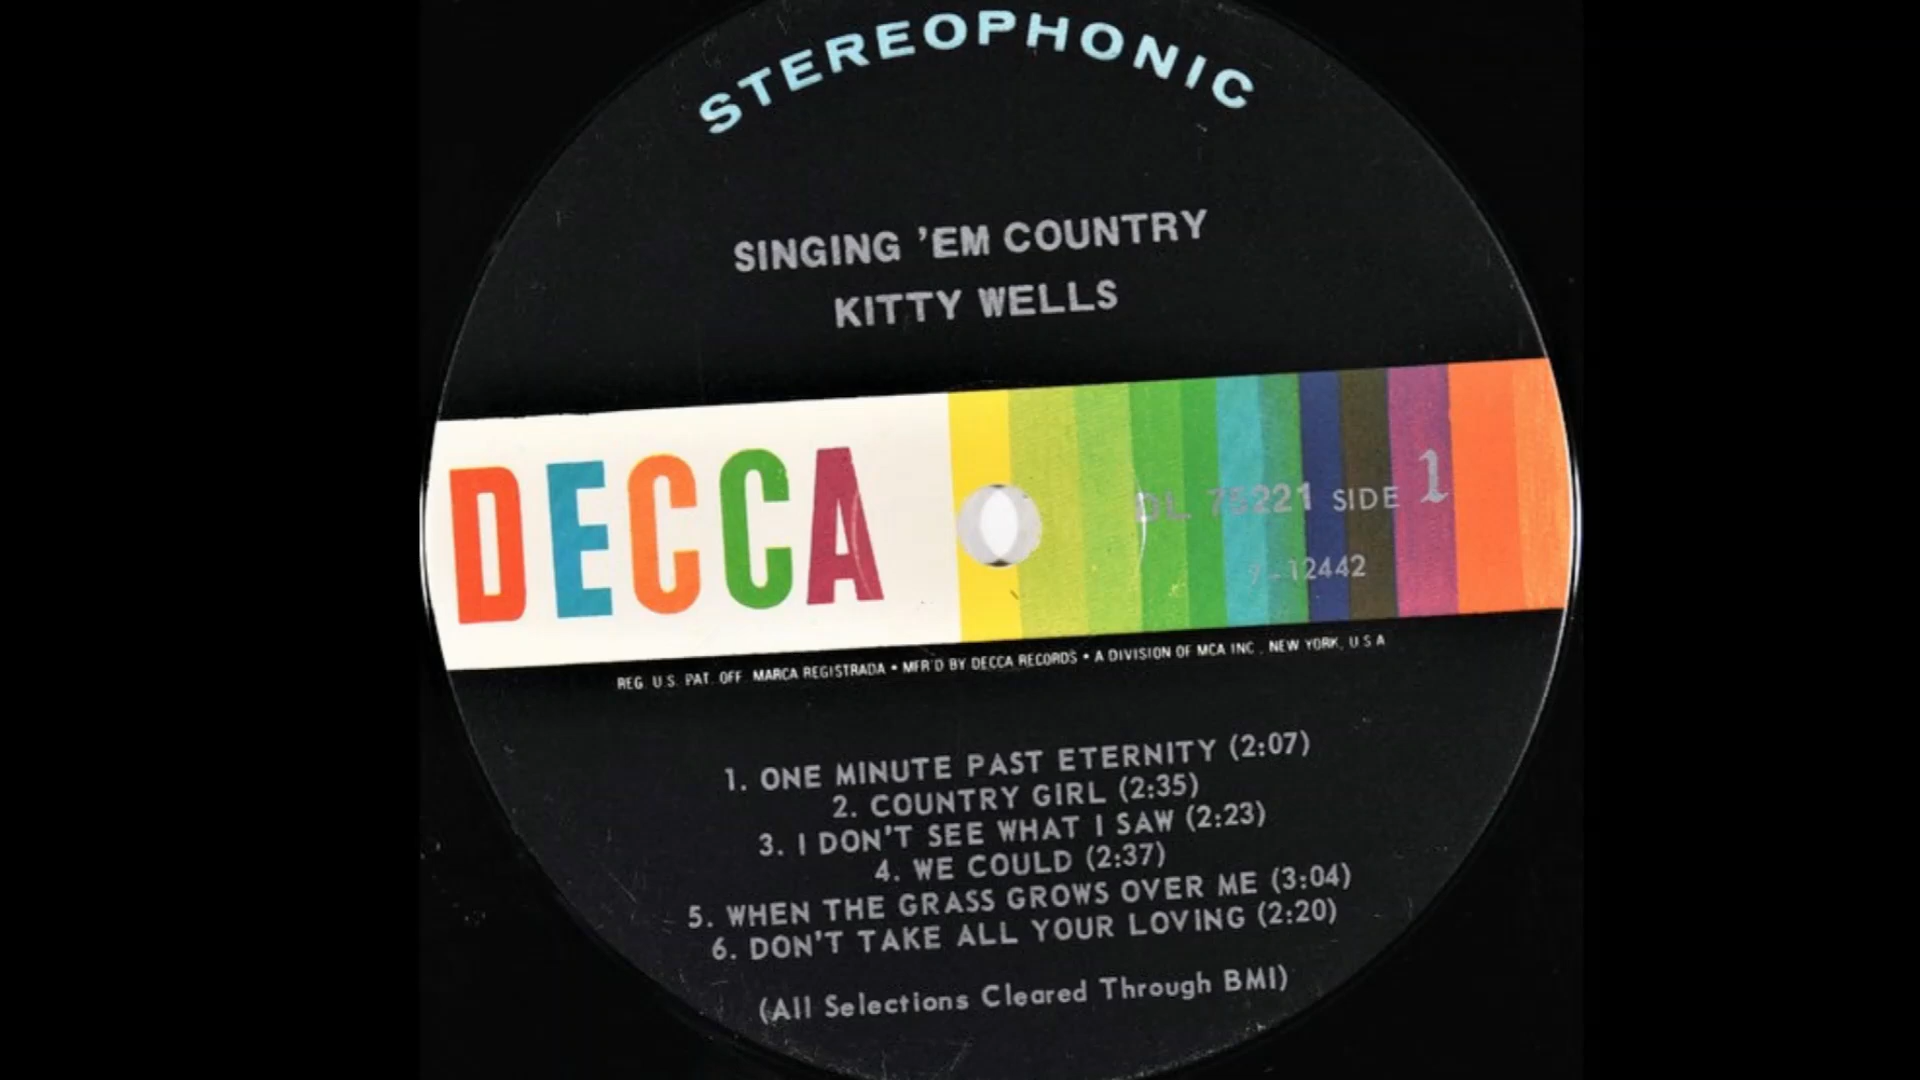 STEREOPHONIC
SINGING 'EM COUNTRY
KITTY WELLS
DECCA
DL 75221 SIDE 1
7-12442
REG. U.S. PAT. OFF. MARCA REGISTRADA • MFR'D BY DECCA RECORDS • A DIVISION OF MCA INC., NEW YORK, U S A
1. ONE MINUTE PAST ETERNITY (2:07)
2. COUNTRY GIRL (2:35)
3. I DON'T SEE WHAT I SAW (2:23)
4. WE COULD (2:37)
5. WHEN THE GRASS GROWS OVER ME (3:04)
6. DON'T TAKE ALL YOUR LOVING (2:20)
(All Selections Cleared Through BMI)